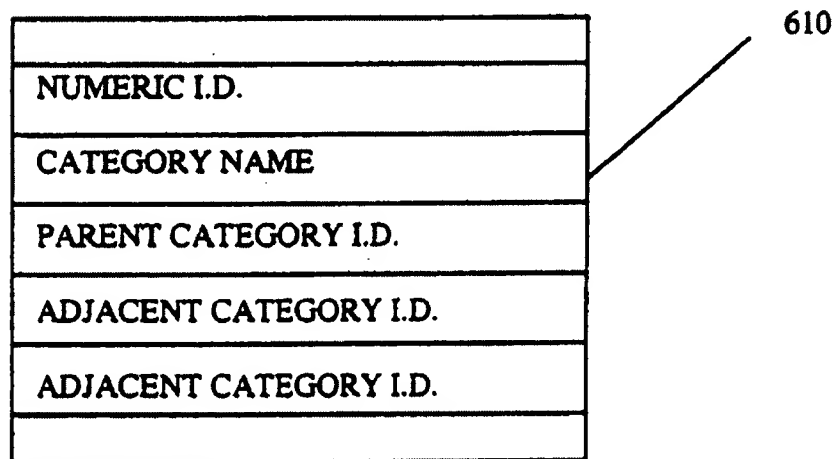 610
NUMERIC I.D.
CATEGORY NAME
PARENT CATEGORY I.D.
ADJACENT CATEGORY I.D.
ADJACENT CATEGORY I.D.